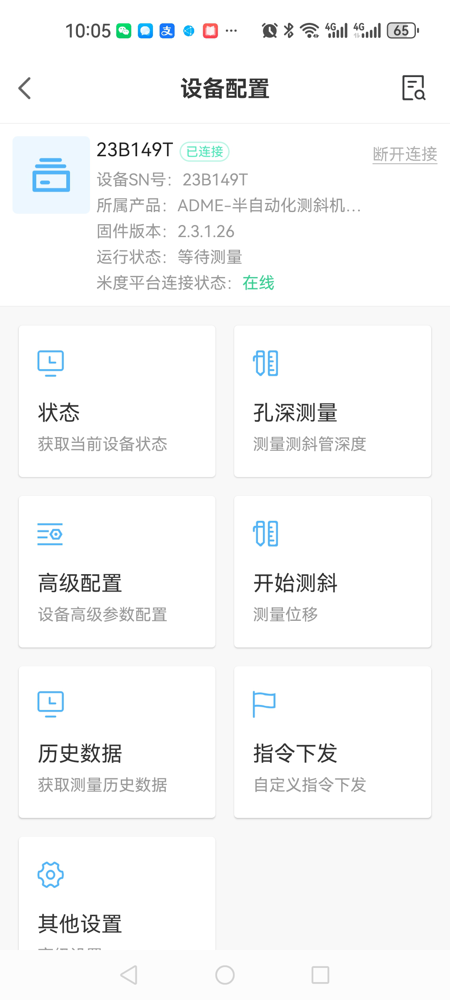 10:05
4G
4G
65
设备配置
23B149T 已连接 断开连接
设备SN号：23B149T
所属产品：ADME-半自动化测斜机...
固件版本：2.3.1.26
运行状态：等待测量
米度平台连接状态：在线
状态
获取当前设备状态
孔深测量
测量测斜管深度
高级配置
设备高级参数配置
开始测斜
测量位移
历史数据
获取测量历史数据
指令下发
自定义指令下发
其他设置